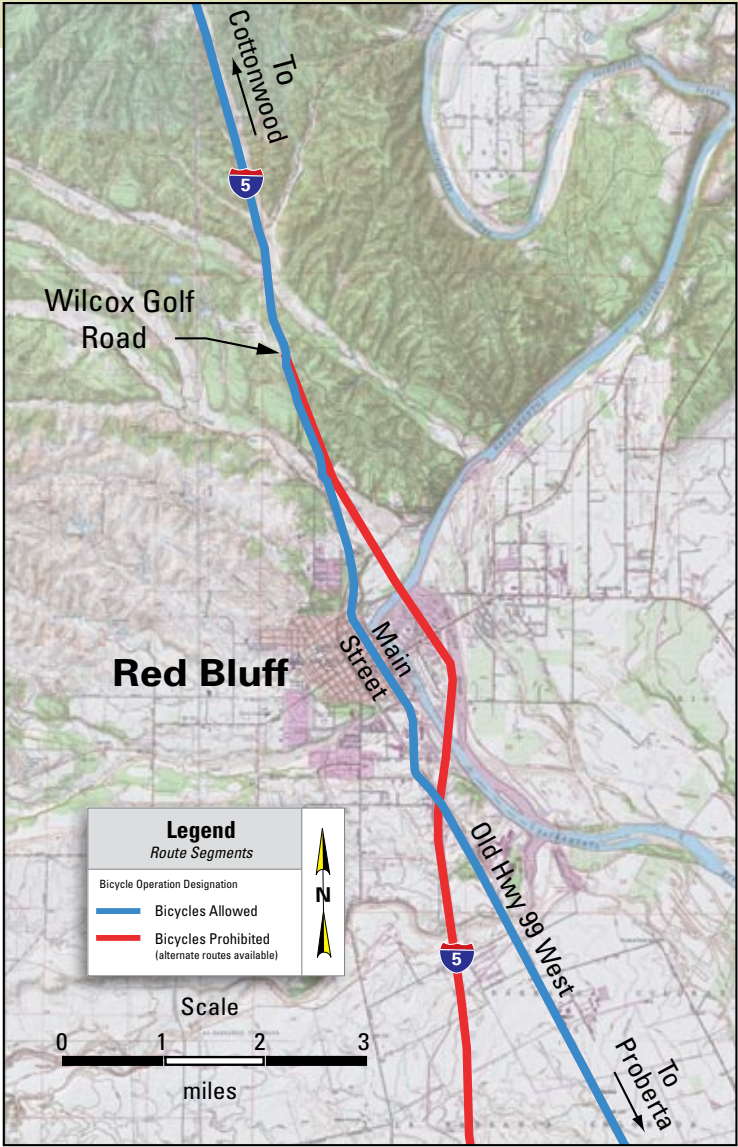 To
Cottonwood
5
Wilcox Golf
Road
Main
Street
Red Bluff
Legend
Route Segments
Bicycle Operation Designation
Bicycles Allowed
Bicycles Prohibited
(alternate routes available)
N
Old Hwy 99 West
5
Scale
0 1 2 3
miles
To
Proberta
SACRAMENTO